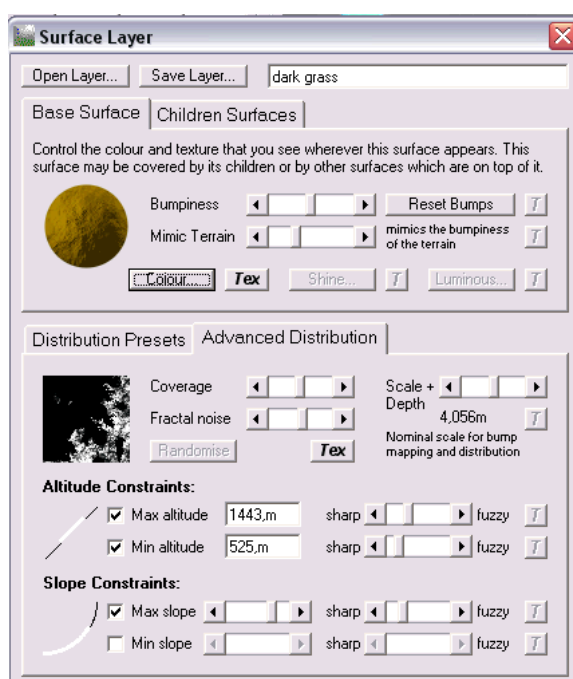 Surface Layer
Open Layer... Save Layer... dark grass
Base Surface Children Surfaces
Control the colour and texture that you see wherever this surface appears. This
surface may be covered by its children or by other surfaces which are on top of it.
Bumpiness Reset Bumps T
Mimic Terrain mimics the bumpiness
of the terrain T
Colour... Tex Shine... T Luminous... T
Distribution Presets Advanced Distribution
Coverage Scale +
Depth
Fractal noise 4,056m T
Randomise Tex Nominal scale for bump
mapping and distribution
Altitude Constraints:
Max altitude 1443,m sharp fuzzy T
Min altitude 525,m sharp fuzzy T
Slope Constraints:
Max slope sharp fuzzy T
Min slope sharp fuzzy T